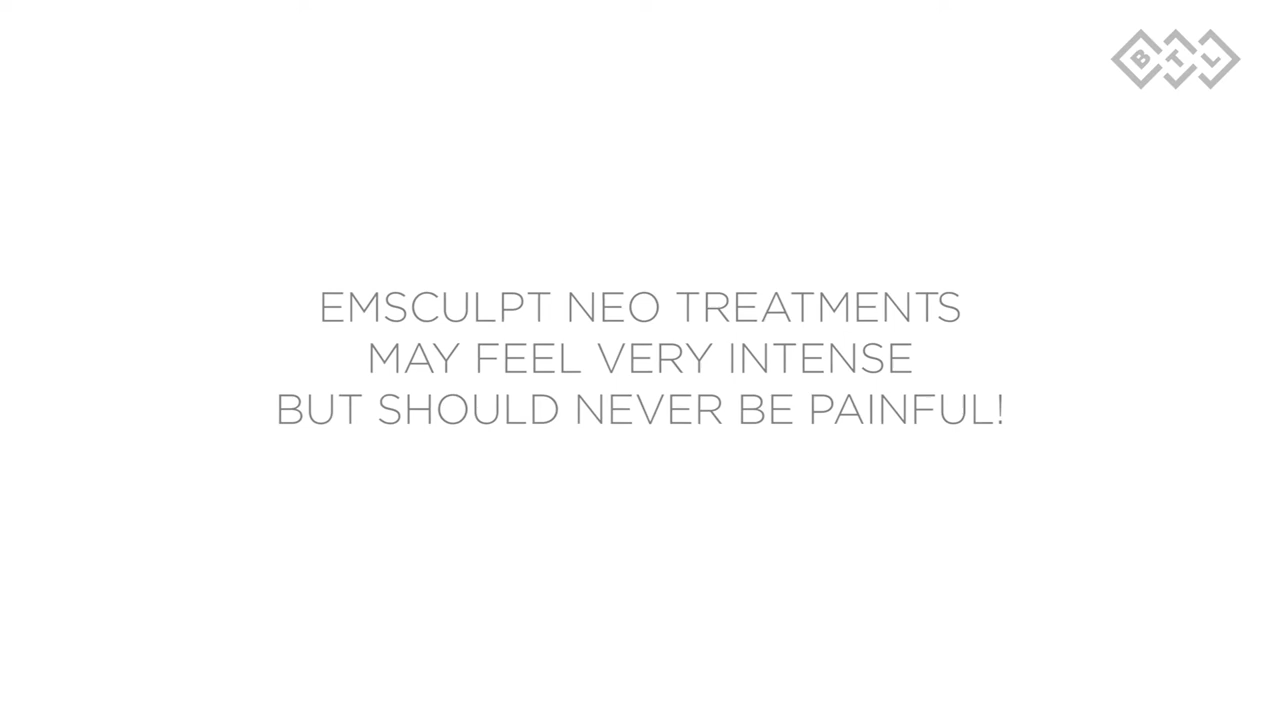 BTL
EMSCULPT NEO TREATMENTS
MAY FEEL VERY INTENSE
BUT SHOULD NEVER BE PAINFUL!